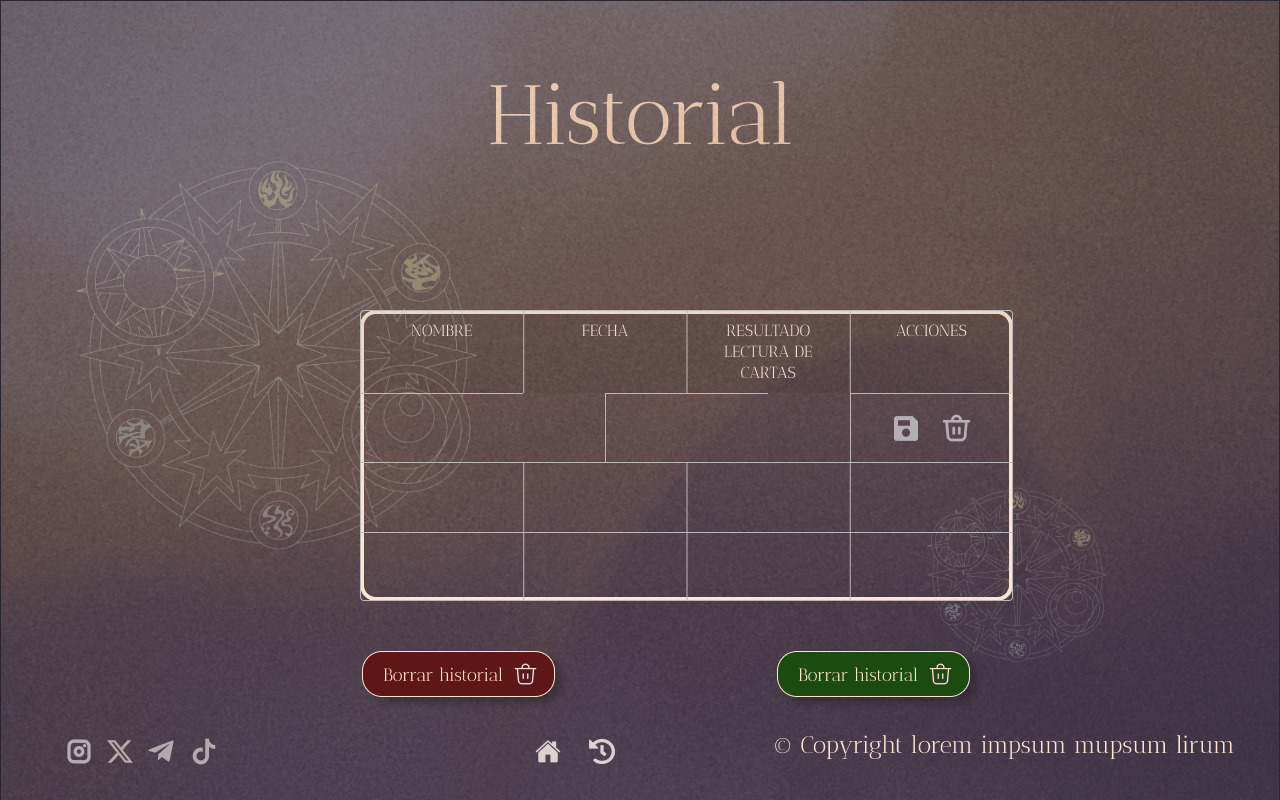 Historial
NOMBRE
FECHA
RESULTADO
LECTURA DE
CARTAS
ACCIONES
Borrar historial
Borrar historial
© Copyright lorem impsum mupsum lirum